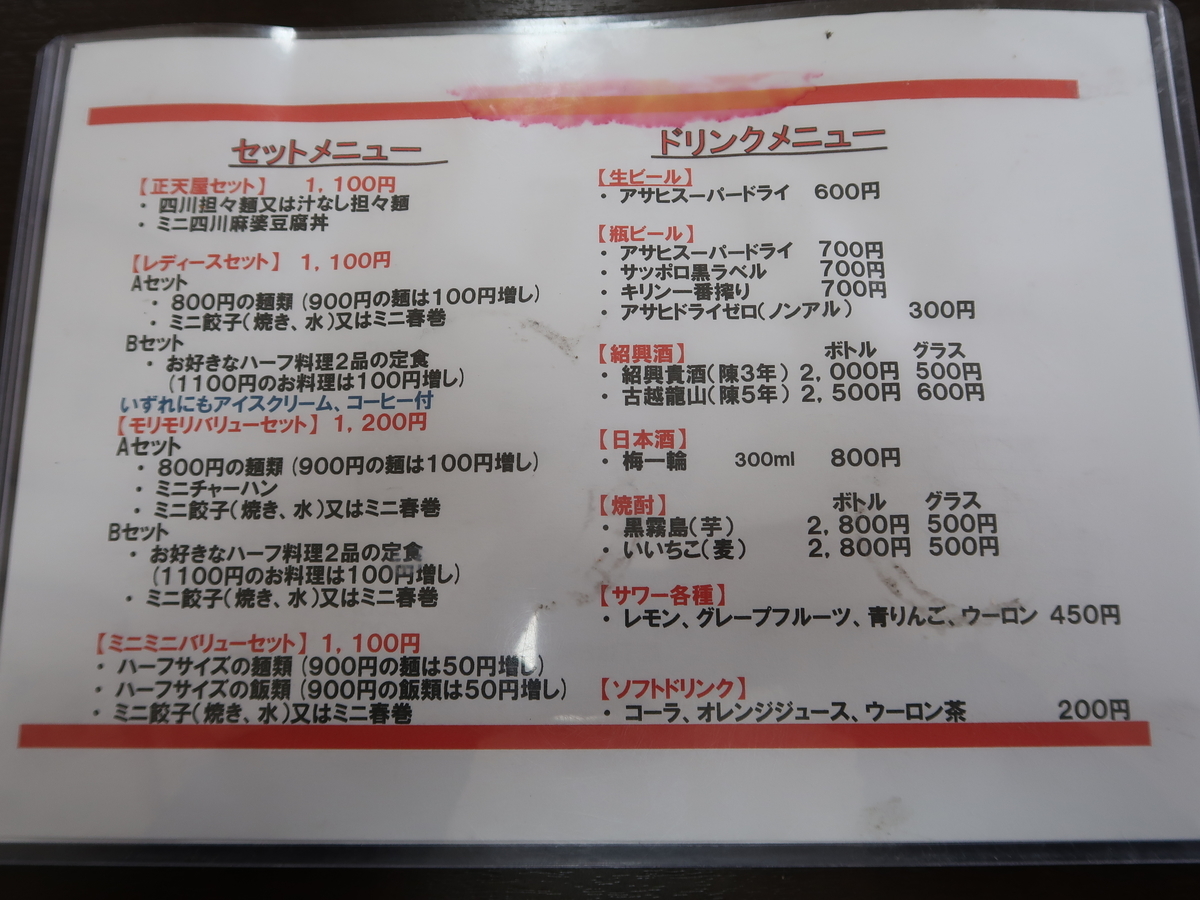 セットメニュー
【正天屋セット】 1,100円
・ 四川担々麺又は汁なし担々麺
・ ミニ四川麻婆豆腐丼
【レディースセット】 1,100円
Aセット
・ 800円の麺類（900円の麺は100円増し）
・ ミニ餃子（焼き、水）又はミニ春巻
Bセット
・ お好きなハーフ料理2品の定食
（1100円のお料理は100円増し）
いずれにもアイスクリーム、コーヒー付
【モリモリバリューセット】 1,200円
Aセット
・ 800円の麺類（900円の麺は100円増し）
・ ミニチャーハン
・ ミニ餃子（焼き、水）又はミニ春巻
Bセット
・ お好きなハーフ料理2品の定食
（1100円のお料理は100円増し）
・ ミニ餃子（焼き、水）又はミニ春巻
【ミニミニバリューセット】 1,100円
・ ハーフサイズの麺類（900円の麺は50円増し）
・ ハーフサイズの飯類（900円の飯類は50円増し）
・ ミニ餃子（焼き、水）又はミニ春巻
ドリンクメニュー
【生ビール】
・ アサヒスーパードライ 600円
【瓶ビール】
・ アサヒスーパードライ 700円
・ サッポロ黒ラベル 700円
・ キリン一番搾り 700円
・ アサヒドライゼロ（ノンアル） 300円
【紹興酒】 ボトル グラス
・ 紹興貴酒（陳3年） 2,000円 500円
・ 古越龍山（陳5年） 2,500円 600円
【日本酒】
・ 梅一輪 300ml 800円
【焼酎】 ボトル グラス
・ 黒霧島（芋） 2,800円 500円
・ いいちこ（麦） 2,800円 500円
【サワー各種】
・ レモン、グレープフルーツ、青りんご、ウーロン 450円
【ソフトドリンク】
・ コーラ、オレンジジュース、ウーロン茶 200円